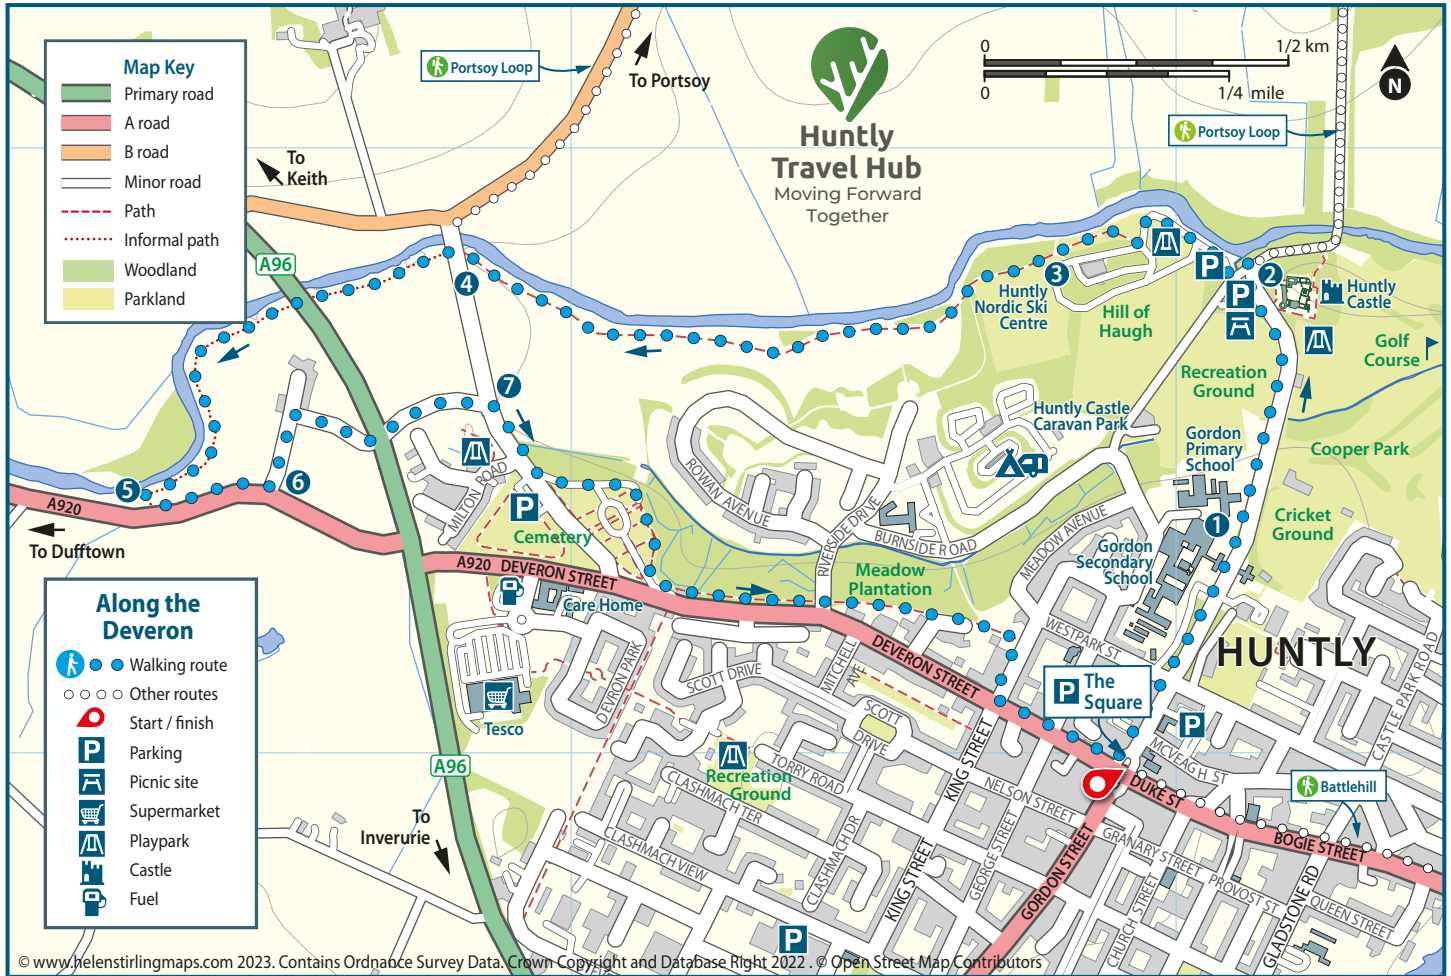 Map Key
Primary road
A road
B road
Minor road
Path
Informal path
Woodland
Parkland
Portsoy Loop
To Portsoy
To
Keith
Huntly
Travel Hub
Moving Forward
Together
0
1/2 km
0
1/4 mile
N
Portsoy Loop
A96
4
3
2
P
P
Huntly
Nordic Ski
Centre
Hill of
Haugh
Huntly
Castle
Golf
Course
Recreation
Ground
7
Huntly Castle
Caravan Park
Gordon
Primary
School
Cooper Park
5
6
A920
To Dufftown
MILTON ROAD
P
Cemetery
ROWAN AVENUE
RIVERSIDE DRIVE
BURNSIDE ROAD
MEADOW AVENUE
1
Cricket
Ground
Gordon
Secondary
School
A920 DEVERON STREET
Care Home
Meadow
Plantation
WESTPARK ST
HUNTLY
CASTLE PARK ROAD
Along the
Deveron
Walking route
Other routes
Start / finish
P
Parking
Picnic site
Supermarket
Playpark
Castle
Fuel
DEVRON PARK
SCOTT DRIVE
MITCHELL
AVE
DEVERON STREET
P
The
Square
P
Tesco
SCOTT
DRIVE
KING STREET
MCVEAGH ST
A96
Recreation
Ground
TORRY ROAD
NELSON STREET
DUKE ST
Battlehill
To
Inverurie
CLASHMACH TER
CLASHMACH VIEW
CLASHMACH DR
KING STREET
GEORGE STREET
GORDON STREET
GRANARY STREET
BOGIE STREET
PROVOST ST
QUEEN STREET
CHURCH STREET
GLADSTONE RD
P
© www.helenstirlingmaps.com 2023. Contains Ordnance Survey Data. Crown Copyright and Database Right 2022 . © Open Street Map Contributors